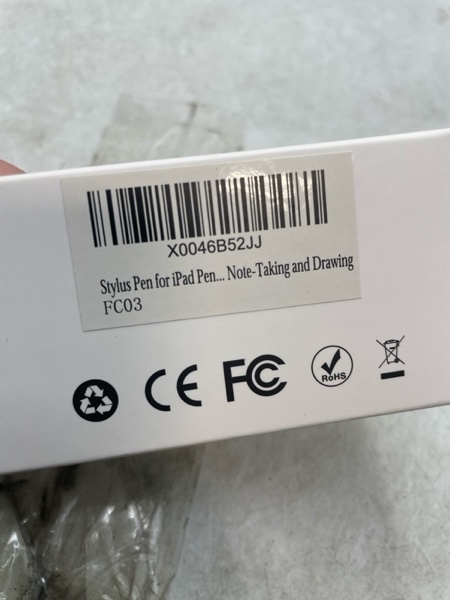 X0046B52JJ
Stylus Pen for iPad Pen... Note-Taking and Drawing
FC03
CE FC RoHS